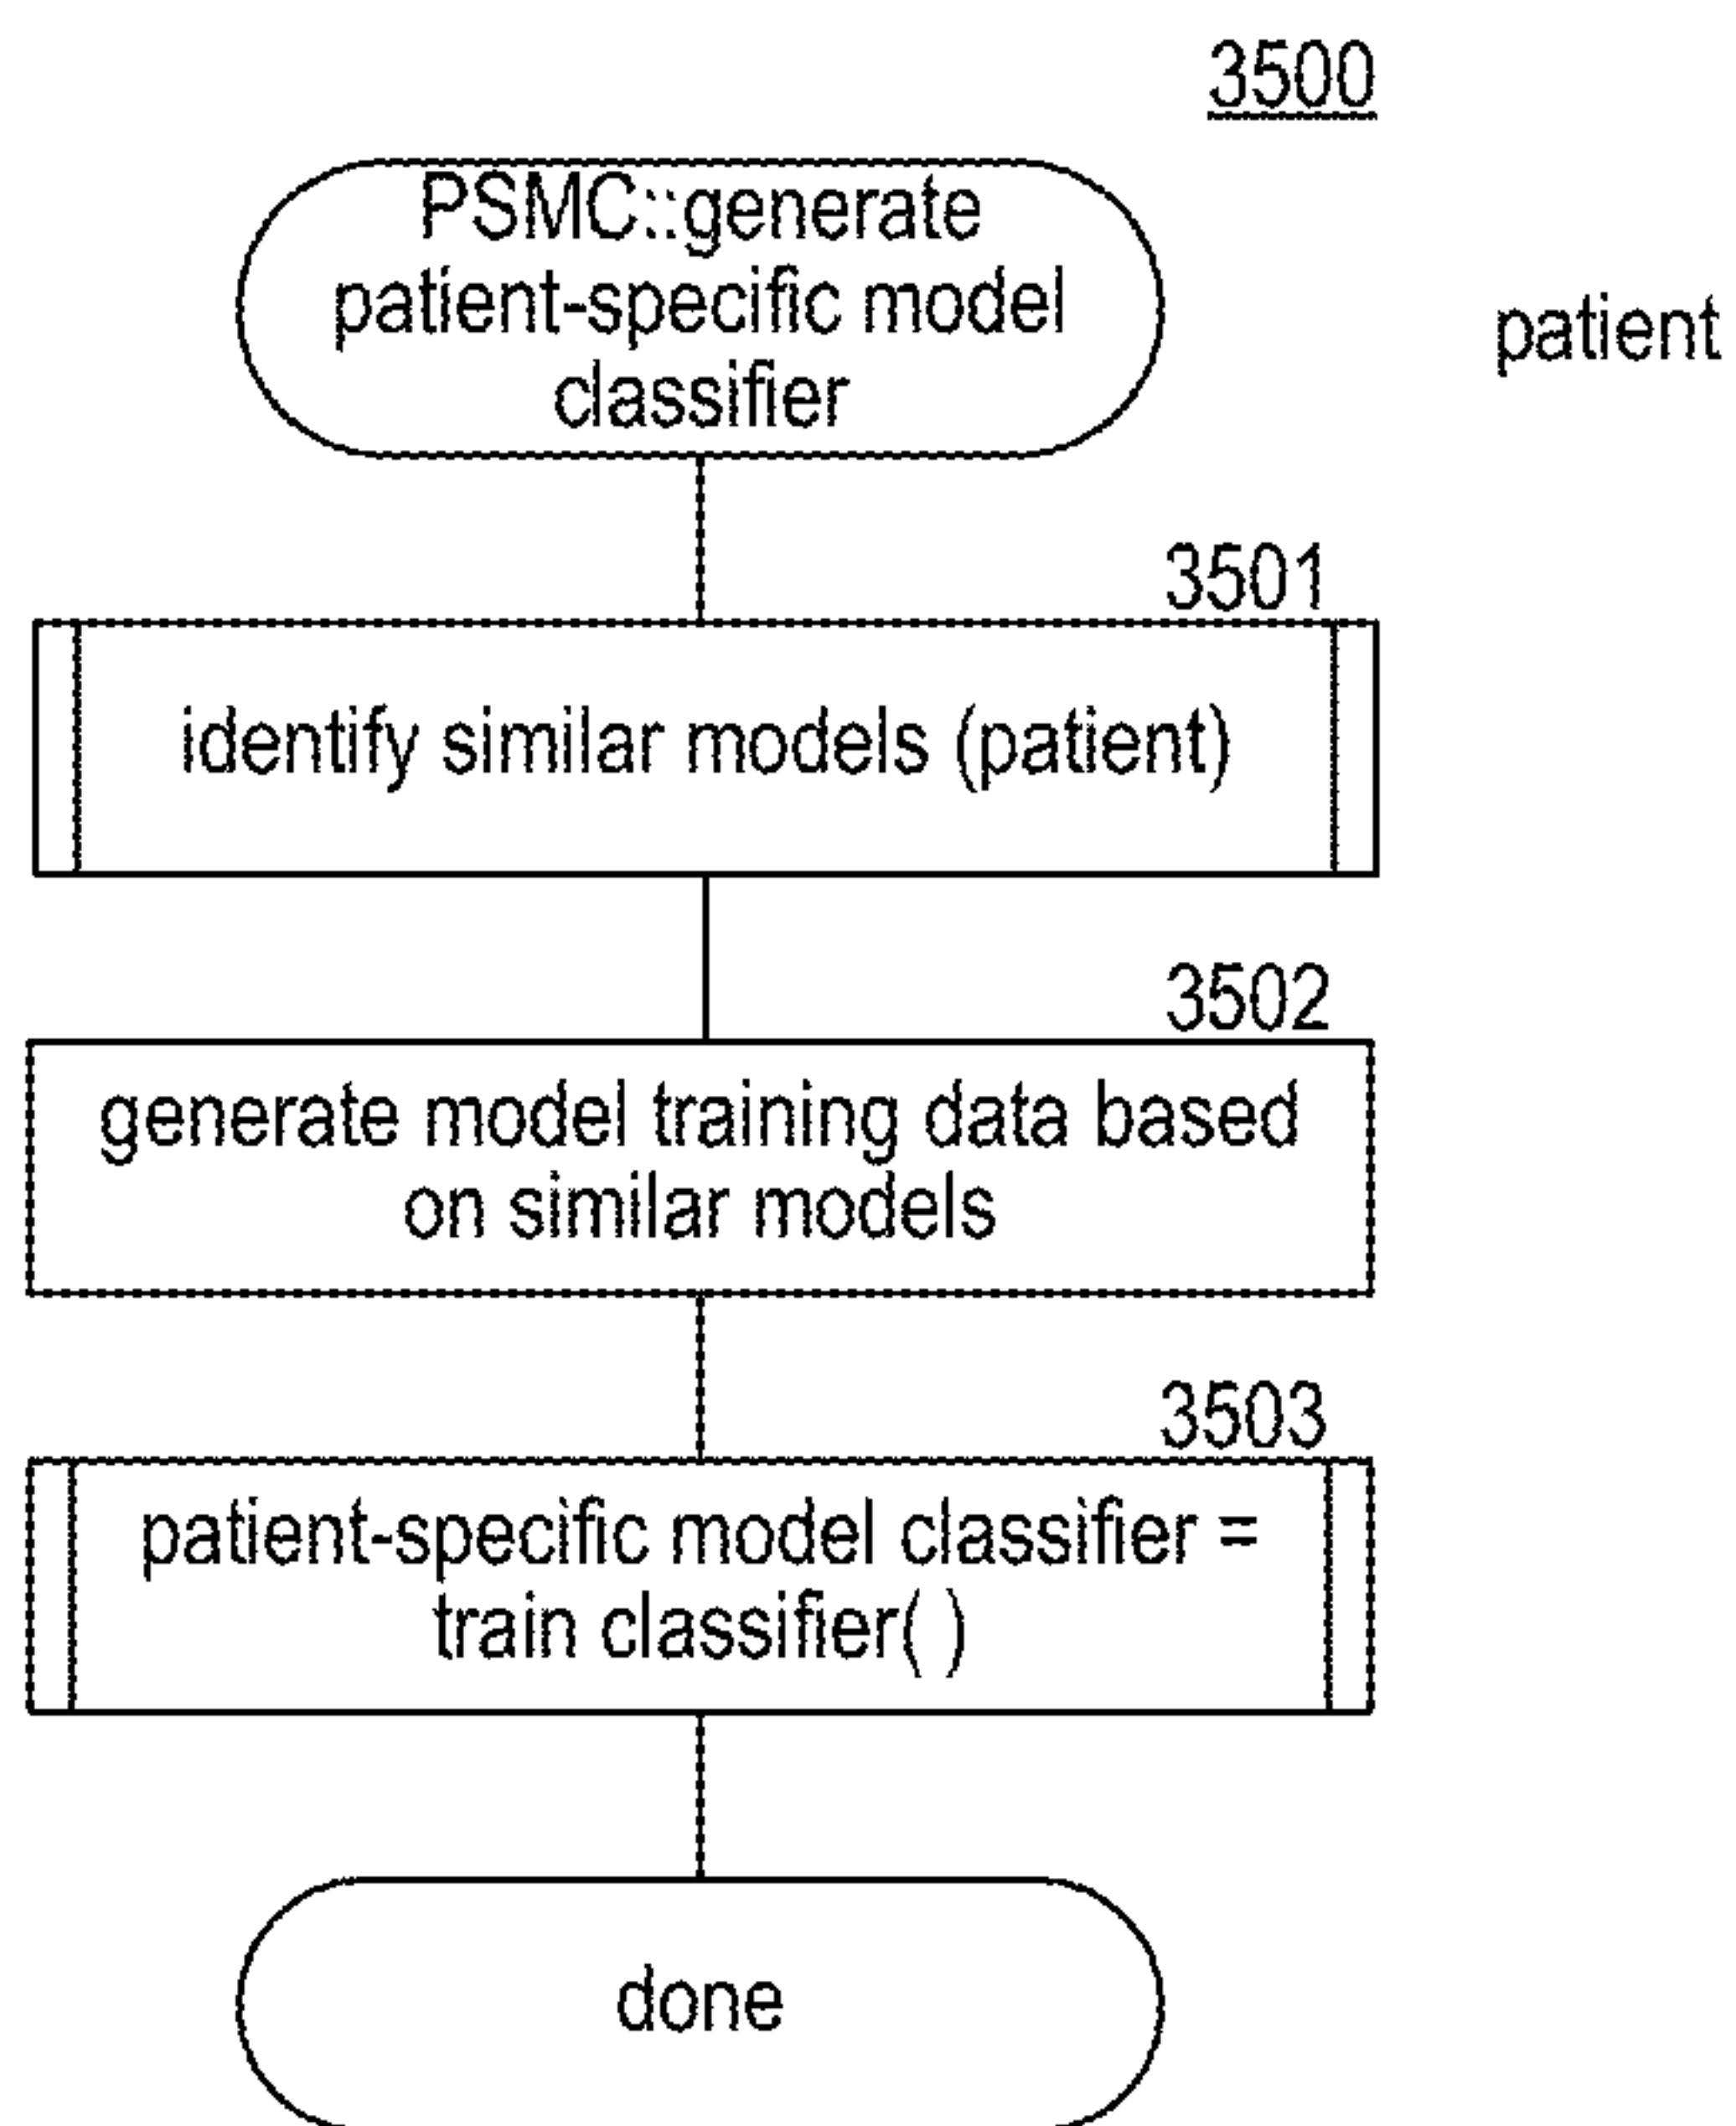 3500
PSMC::generate
patient-specific model
classifier
patient
3501
identify similar models (patient)
3502
generate model training data based
on similar models
3503
patient-specific model classifier =
train classifier( )
done